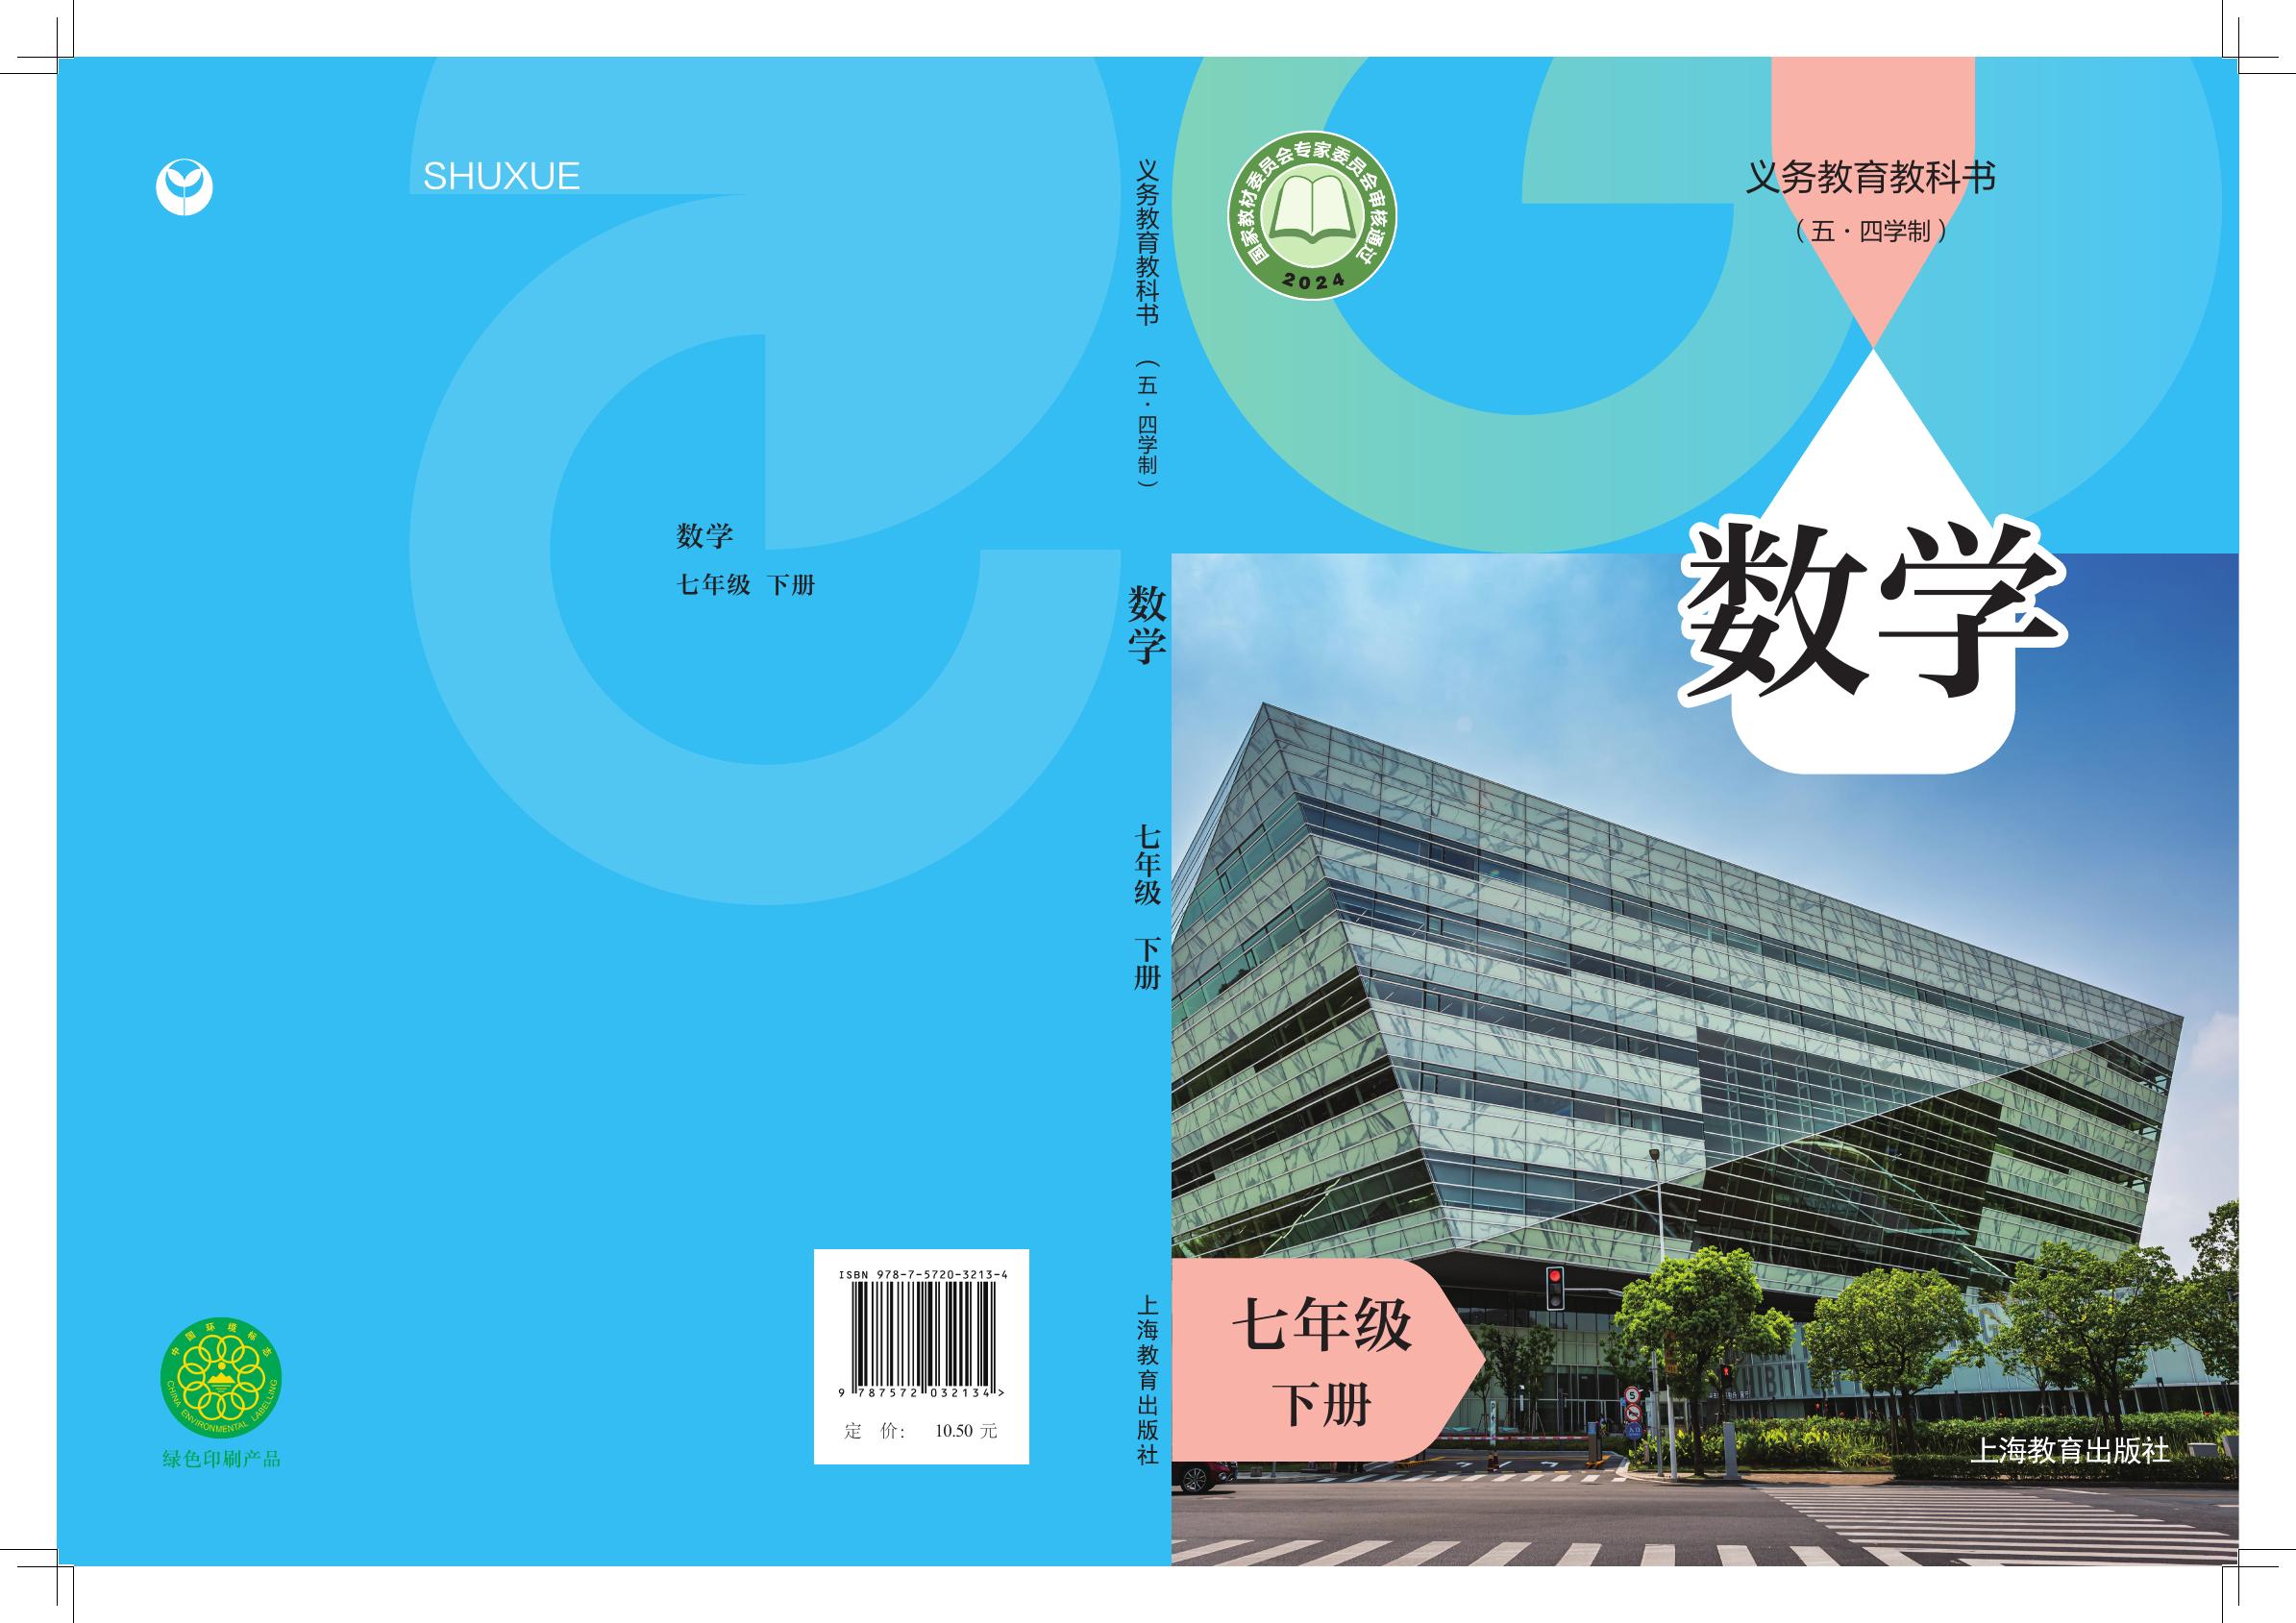 SHUXUE
数学
七年级 下册
中国环境标志
CHINA ENVIRONMENTAL LABELLING
绿色印刷产品
ISBN 978-7-5720-3213-4
9 787572 032134 >
定 价： 10.50 元
义务教育教科书 （五·四学制）
数学
七年级 下册
上海教育出版社
国家教材委员会专家委员会审核通过
2024
义务教育教科书
（五·四学制）
数学
七年级
下册
5
上海教育出版社